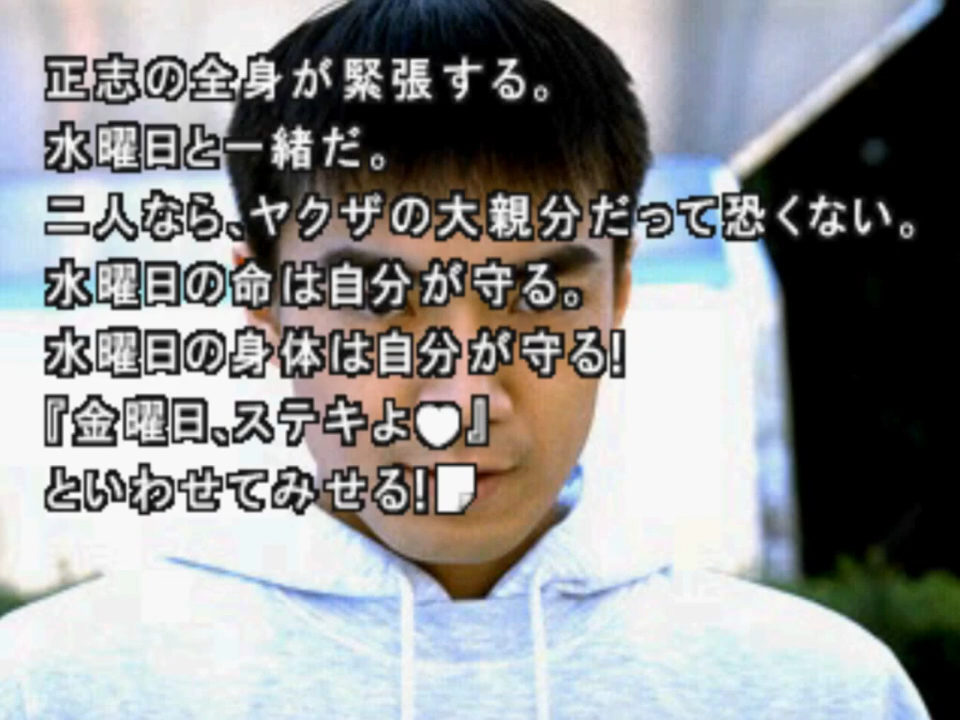 正志の全身が緊張する。
水曜日と一緒だ。
二人なら、ヤクザの大親分だって恐くない。
水曜日の命は自分が守る。
水曜日の身体は自分が守る!
『金曜日、ステキよ♥』
といわせてみせる!